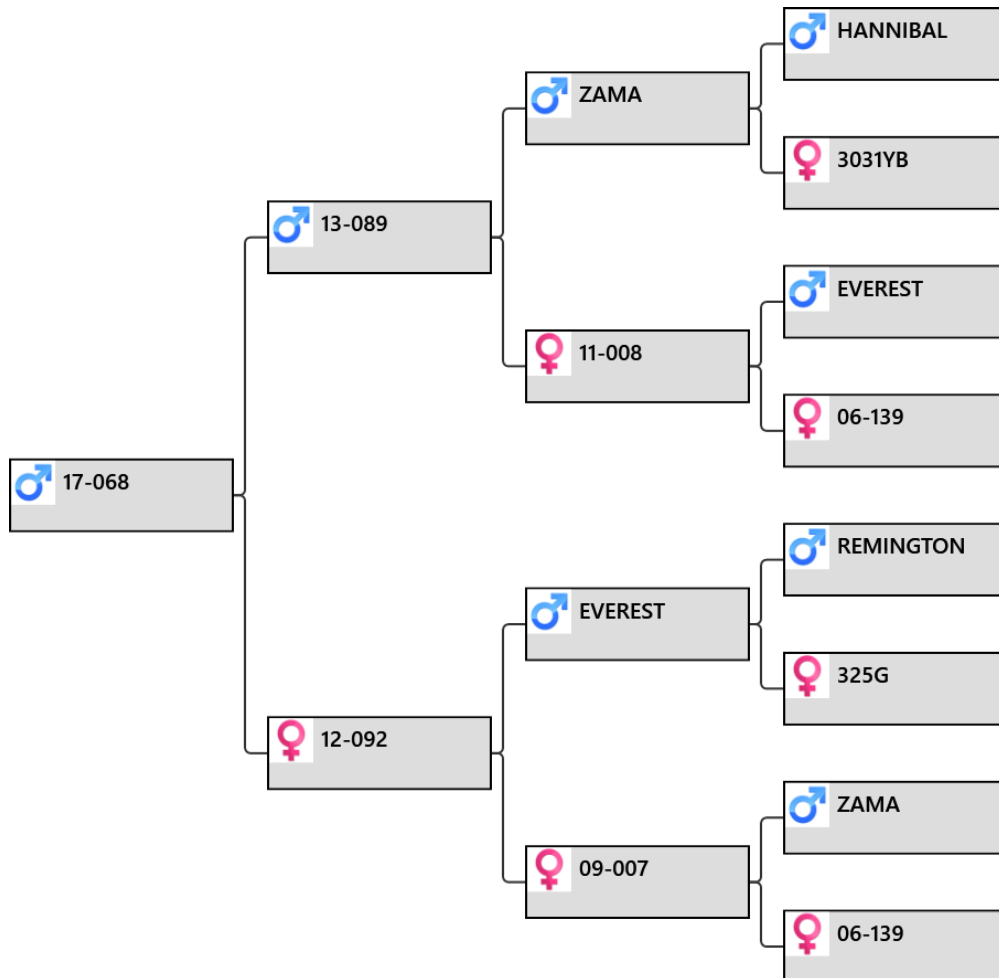 HANNIBAL
ZAMA
3031YB
13-089
EVEREST
11-008
06-139
17-068
REMINGTON
EVEREST
325G
12-092
ZAMA
09-007
06-139